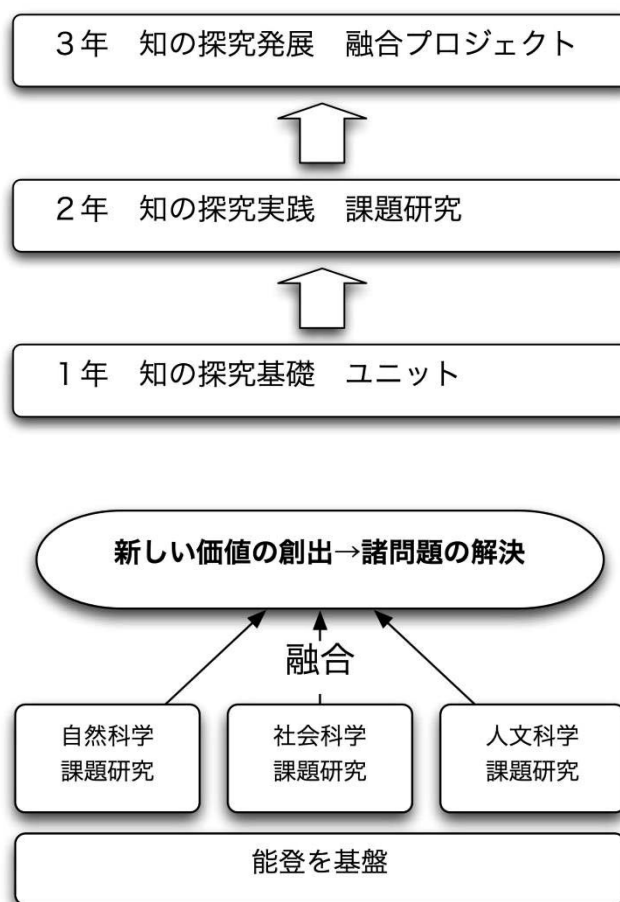 ３年　知の探究発展　融合プロジェクト
２年　知の探究実践　課題研究
１年　知の探究基礎　ユニット
新しい価値の創出→諸問題の解決
融合
自然科学
課題研究
社会科学
課題研究
人文科学
課題研究
能登を基盤